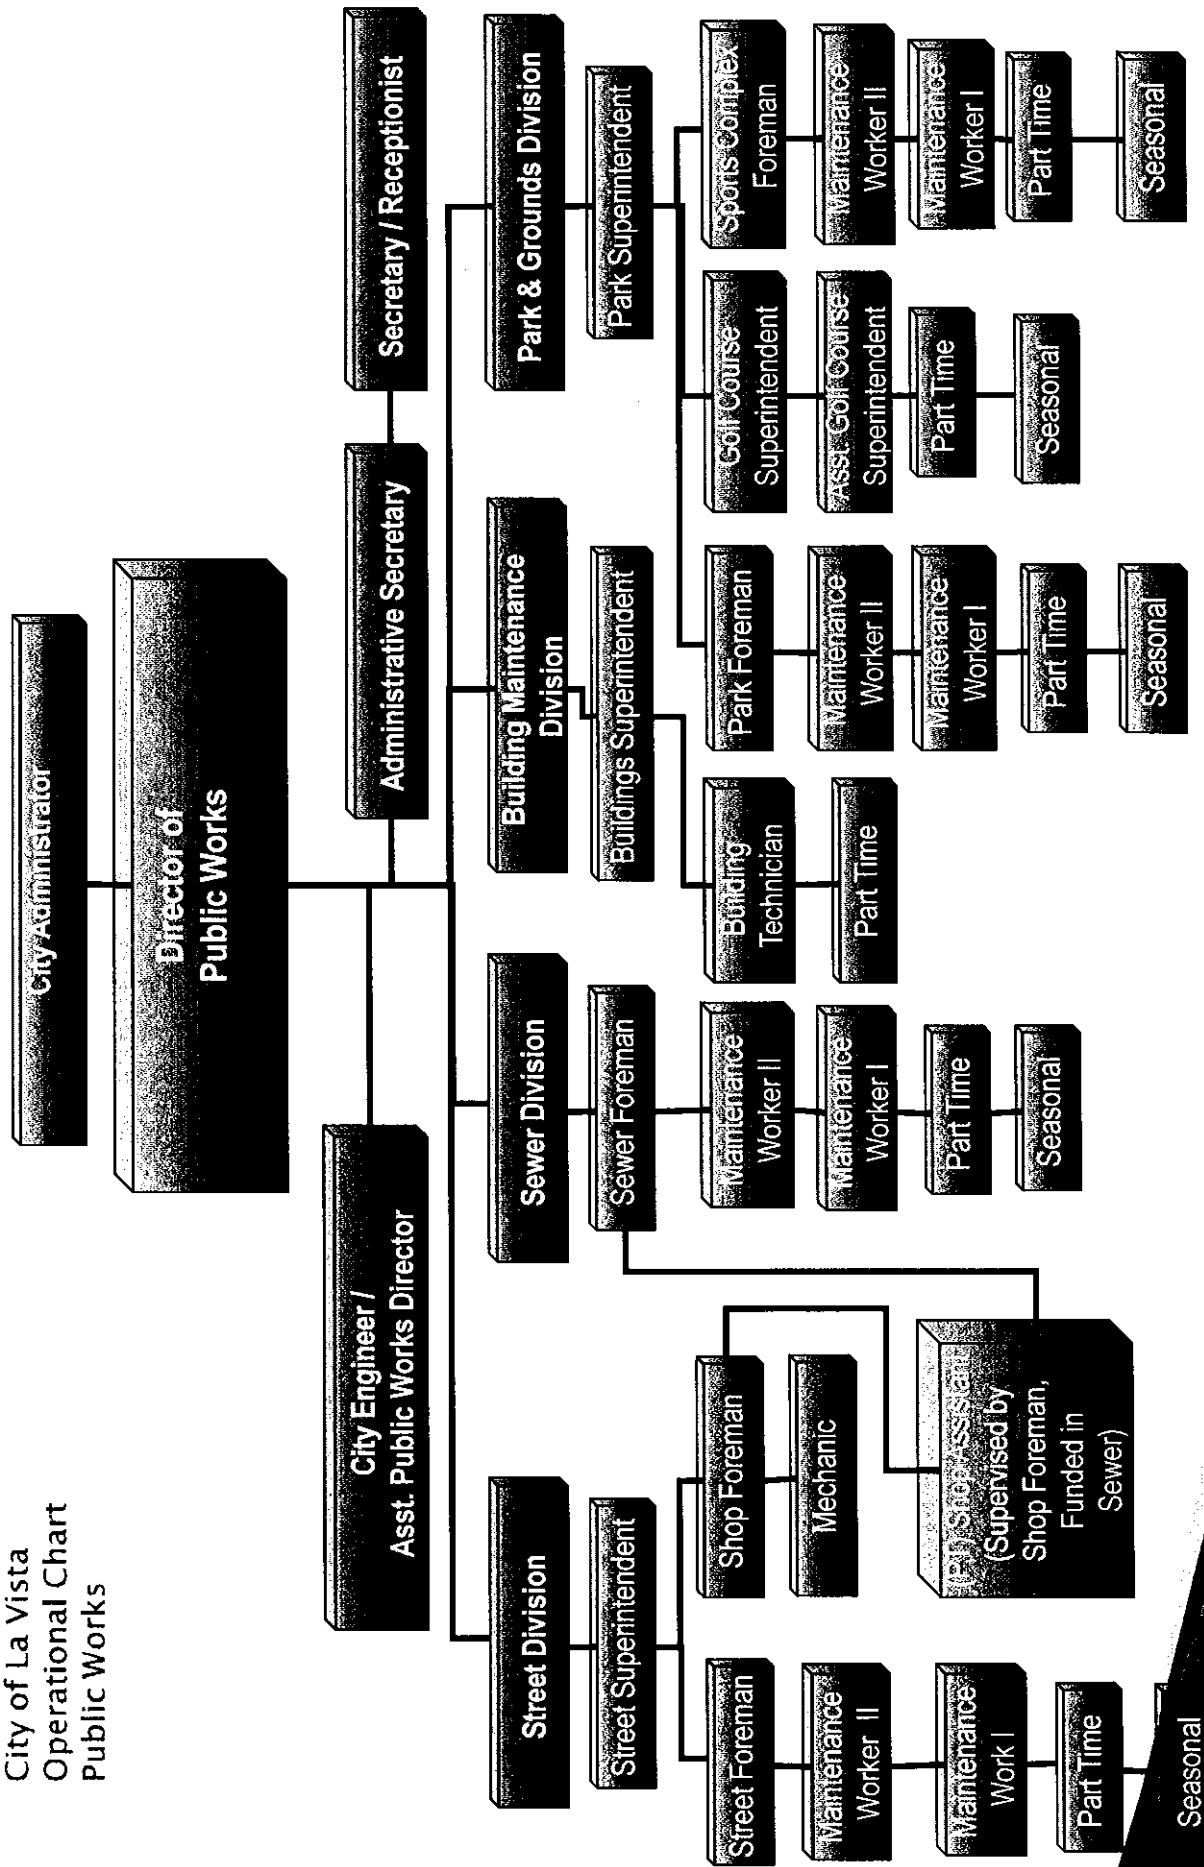 City of La Vista
Operational Chart
Public Works
City Administrator
Director of
Public Works
City Engineer /
Asst. Public Works Director
Administrative Secretary
Secretary / Receptionist
Street Division
Sewer Division
Building Maintenance
Division
Park & Grounds Division
Street Superintendent
Sewer Foreman
Buildings Superintendent
Park Superintendent
Street Foreman
Maintenance
Worker II
Maintenance
Work I
Part Time
Seasonal
Shop Foreman
Mechanic
(PT) Shop Assistant
(Supervised by
Shop Foreman,
Funded in
Sewer)
Maintenance
Worker II
Maintenance
Worker I
Part Time
Seasonal
Building
Technician
Part Time
Park Foreman
Maintenance
Worker II
Maintenance
Worker I
Part Time
Seasonal
Golf Course
Superintendent
Asst. Golf Course
Superintendent
Part Time
Seasonal
Sports Complex
Foreman
Maintenance
Worker II
Maintenance
Worker I
Part Time
Seasonal